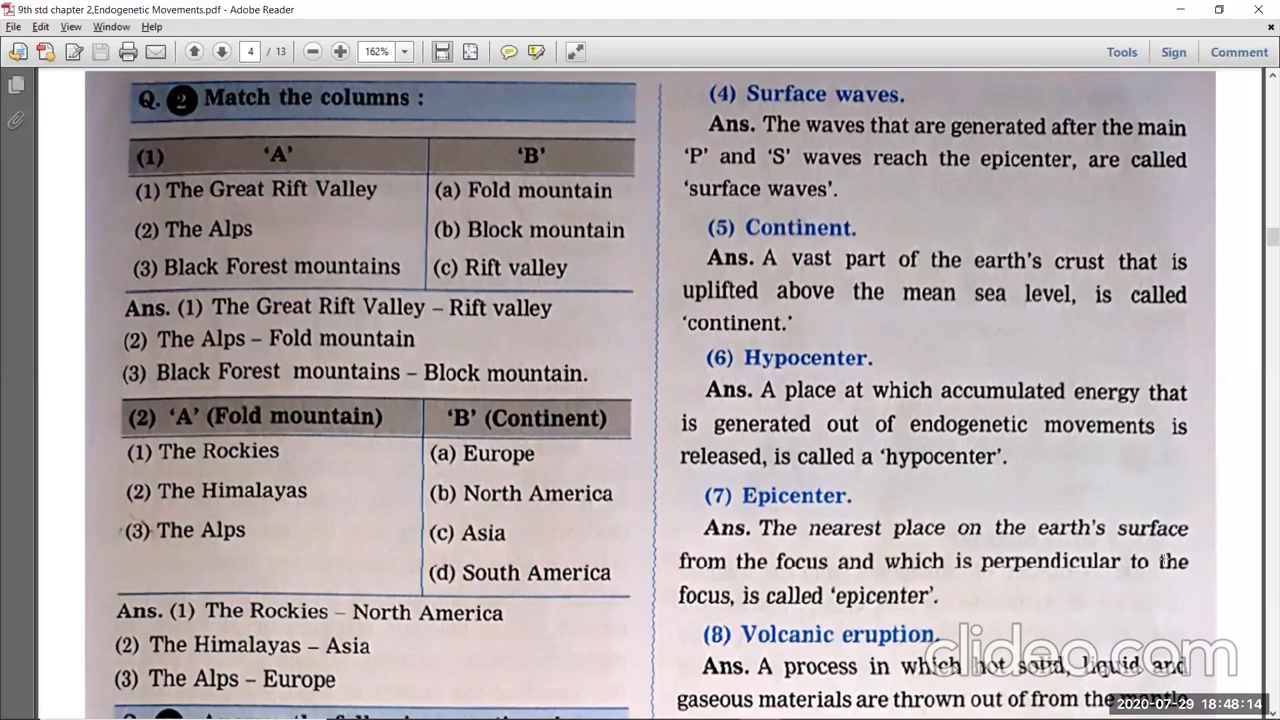 9th std chapter 2,Endogenetic Movements.pdf - Adobe Reader
File Edit View Window Help
4 / 13 162% Tools Sign Comment
Q. 2 Match the columns :
(1) 'A' 'B'
(1) The Great Rift Valley (a) Fold mountain
(2) The Alps (b) Block mountain
(3) Black Forest mountains (c) Rift valley
Ans. (1) The Great Rift Valley – Rift valley
(2) The Alps – Fold mountain
(3) Black Forest mountains – Block mountain.
(2) 'A' (Fold mountain) 'B' (Continent)
(1) The Rockies (a) Europe
(2) The Himalayas (b) North America
(3) The Alps (c) Asia
(d) South America
Ans. (1) The Rockies – North America
(2) The Himalayas – Asia
(3) The Alps – Europe
(4) Surface waves.
Ans. The waves that are generated after the main
'P' and 'S' waves reach the epicenter, are called
'surface waves'.
(5) Continent.
Ans. A vast part of the earth's crust that is
uplifted above the mean sea level, is called
'continent.'
(6) Hypocenter.
Ans. A place at which accumulated energy that
is generated out of endogenetic movements is
released, is called a 'hypocenter'.
(7) Epicenter.
Ans. The nearest place on the earth's surface
from the focus and which is perpendicular to the
focus, is called 'epicenter'.
(8) Volcanic eruption.
Ans. A process in which hot solid, liquid and
gaseous materials are thrown out of from the mantle
clideo.com
2020-07-29 18:48:14